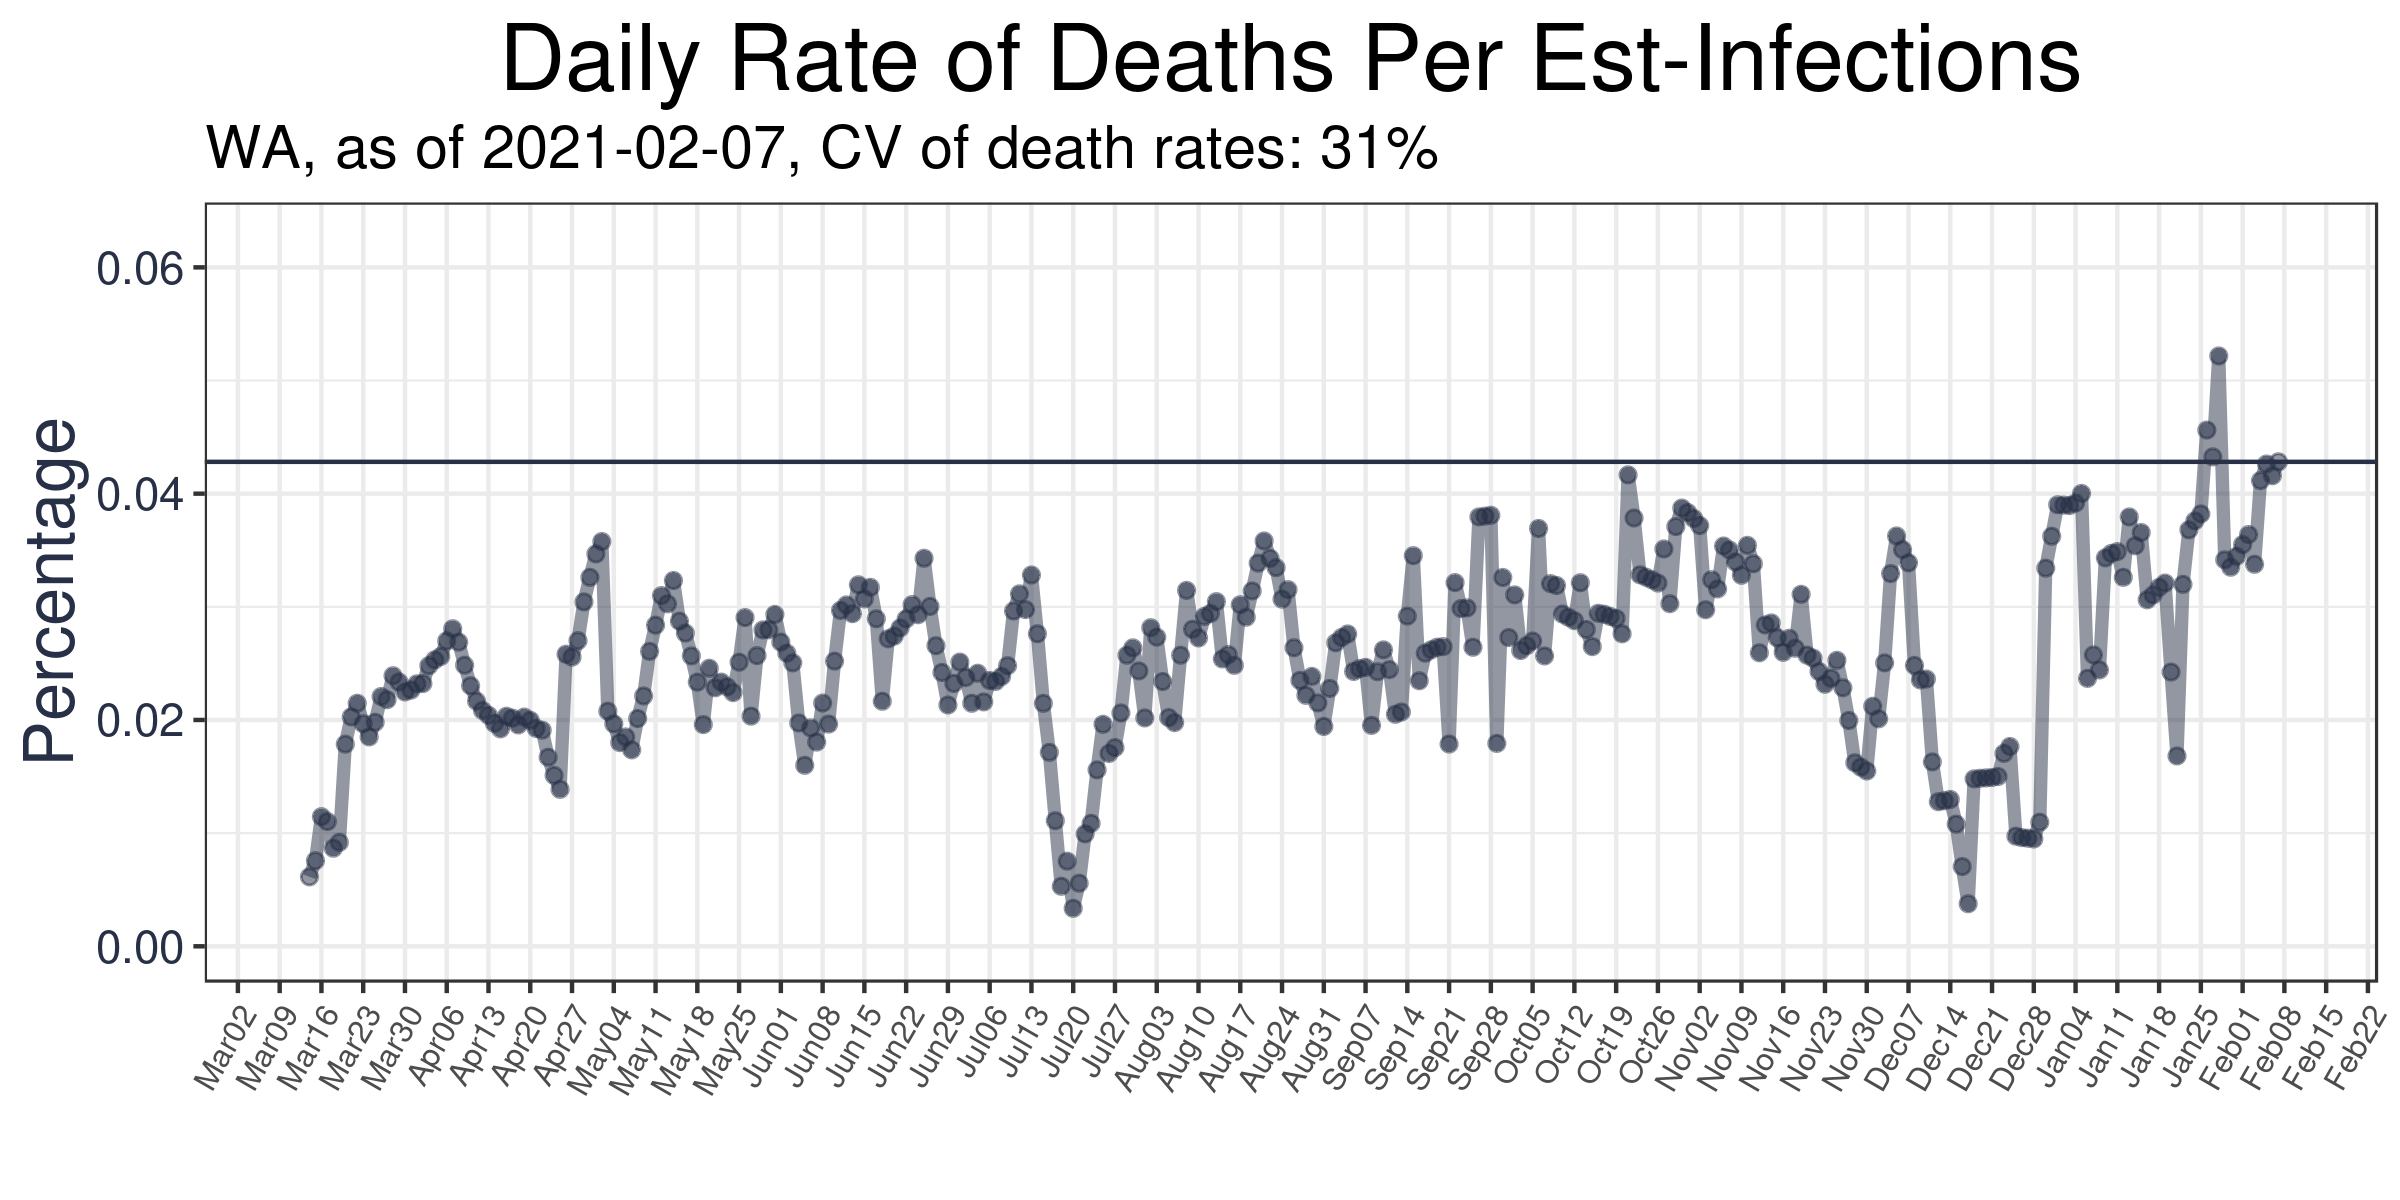 Daily Rate of Deaths Per Est-Infections
WA, as of 2021-02-07, CV of death rates: 31%
Percentage
0.06
0.04
0.02
0.00
Mar02
Mar09
Mar16
Mar23
Mar30
Apr06
Apr13
Apr20
Apr27
May04
May11
May18
May25
Jun01
Jun08
Jun15
Jun22
Jun29
Jul06
Jul13
Jul20
Jul27
Aug03
Aug10
Aug17
Aug24
Aug31
Sep07
Sep14
Sep21
Sep28
Oct05
Oct12
Oct19
Oct26
Nov02
Nov09
Nov16
Nov23
Nov30
Dec07
Dec14
Dec21
Dec28
Jan04
Jan11
Jan18
Jan25
Feb01
Feb08
Feb15
Feb22